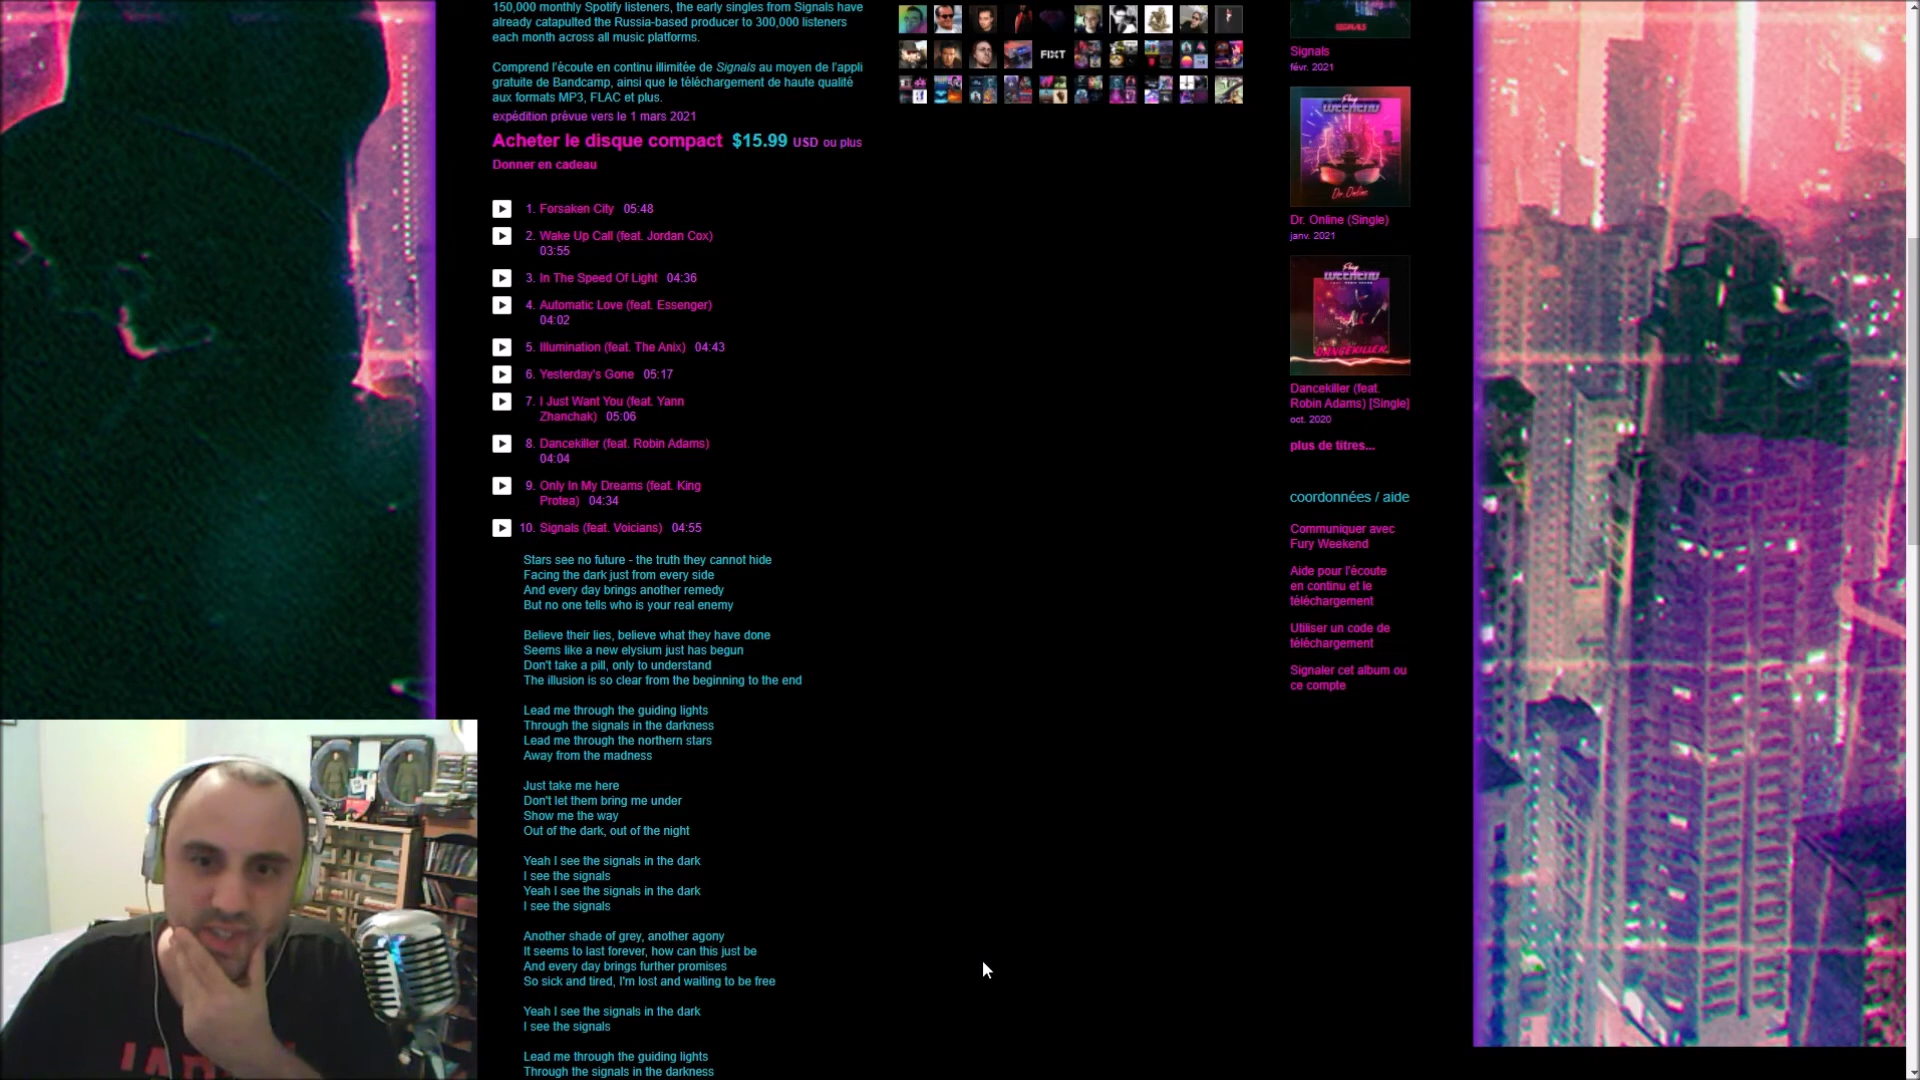 150,000 monthly Spotify listeners, the early singles from Signals have
already catapulted the Russia-based producer to 300,000 listeners
each month across all music platforms.
Comprend l'écoute en continu illimitée de Signals au moyen de l'appli
gratuite de Bandcamp, ainsi que le téléchargement de haute qualité
aux formats MP3, FLAC et plus.
expédition prévue vers le 1 mars 2021
Acheter le disque compact $15.99 USD ou plus
Donner en cadeau
1. Forsaken City 05:48
2. Wake Up Call (feat. Jordan Cox)
03:55
3. In The Speed Of Light 04:36
4. Automatic Love (feat. Essenger)
04:02
5. Illumination (feat. The Anix) 04:43
6. Yesterday's Gone 05:17
7. I Just Want You (feat. Yann
Zhanchak) 05:06
8. Dancekiller (feat. Robin Adams)
04:04
9. Only In My Dreams (feat. King
Protea) 04:34
10. Signals (feat. Voicians) 04:55
Stars see no future - the truth they cannot hide
Facing the dark just from every side
And every day brings another remedy
But no one tells who is your real enemy
Believe their lies, believe what they have done
Seems like a new elysium just has begun
Don't take a pill, only to understand
The illusion is so clear from the beginning to the end
Lead me through the guiding lights
Through the signals in the darkness
Lead me through the northern stars
Away from the madness
Just take me here
Don't let them bring me under
Show me the way
Out of the dark, out of the night
Yeah I see the signals in the dark
I see the signals
Yeah I see the signals in the dark
I see the signals
Another shade of grey, another agony
It seems to last forever, how can this just be
And every day brings further promises
So sick and tired, I'm lost and waiting to be free
Yeah I see the signals in the dark
I see the signals
Lead me through the guiding lights
Through the signals in the darkness
FIXT
SIGNALS
Signals
févr. 2021
Fury
WEEKEND
Dr. Online
Dr. Online (Single)
janv. 2021
Fury
WEEKEND
DANCEKILLER
Dancekiller (feat.
Robin Adams) [Single]
oct. 2020
plus de titres...
coordonnées / aide
Communiquer avec
Fury Weekend
Aide pour l'écoute
en continu et le
téléchargement
Utiliser un code de
téléchargement
Signaler cet album ou
ce compte